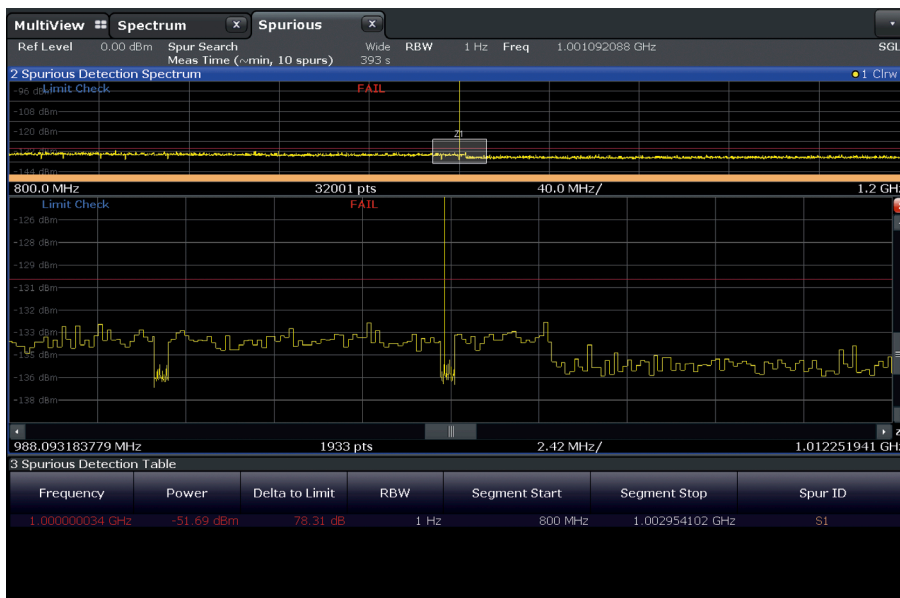 MultiView Spectrum X Spurious X
Ref Level 0.00 dBm Spur Search Wide RBW 1 Hz Freq 1.001092088 GHz SGL
Meas Time (~min, 10 spurs) 393 s
2 Spurious Detection Spectrum 1 Clrw
Limit Check FAIL
-96 dBm
-108 dBm
-120 dBm
Z1
-144 dBm
800.0 MHz 32001 pts 40.0 MHz/ 1.2 GH
Limit Check FAIL
-126 dBm
-128 dBm
-129 dBm
-131 dBm
-132 dBm
-133 dBm
-135 dBm
-136 dBm
-138 dBm
988.093183779 MHz 1933 pts 2.42 MHz/ 1.012251941 GH
3 Spurious Detection Table
Frequency Power Delta to Limit RBW Segment Start Segment Stop Spur ID
1.000000034 GHz -51.69 dBm 78.31 dB 1 Hz 800 MHz 1.002954102 GHz S1